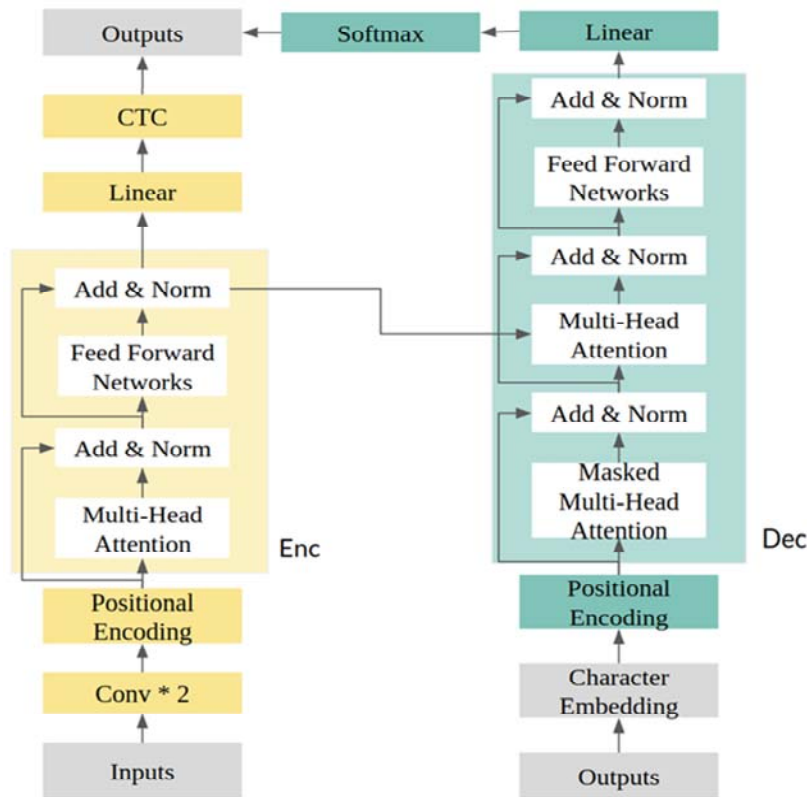 Outputs
Softmax
Linear
CTC
Linear
Add & Norm
Feed Forward
Networks
Add & Norm
Multi-Head
Attention
Enc
Positional
Encoding
Conv * 2
Inputs
Add & Norm
Feed Forward
Networks
Add & Norm
Multi-Head
Attention
Add & Norm
Masked
Multi-Head
Attention
Dec
Positional
Encoding
Character
Embedding
Outputs